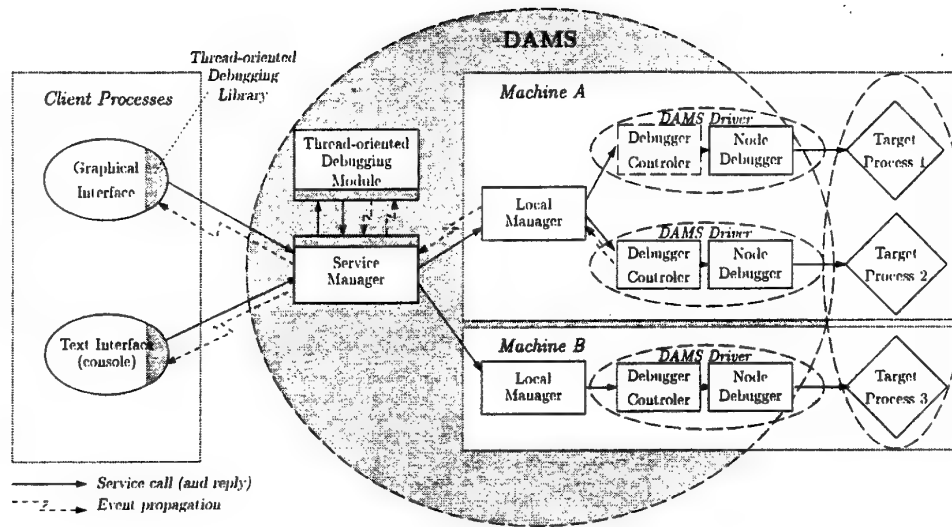 DAMS
Thread-oriented
Debugging
Library
Client Processes
Graphical
Interface
Text Interface
(console)
Thread-oriented
Debugging
Module
Service
Manager
Machine A
Local
Manager
DAMS Driver
Debugger
Controler
Node
Debugger
Target
Process 1
DAMS Driver
Debugger
Controler
Node
Debugger
Target
Process 2
Machine B
Local
Manager
DAMS Driver
Debugger
Controler
Node
Debugger
Target
Process 3
Service call (and reply)
Event propagation